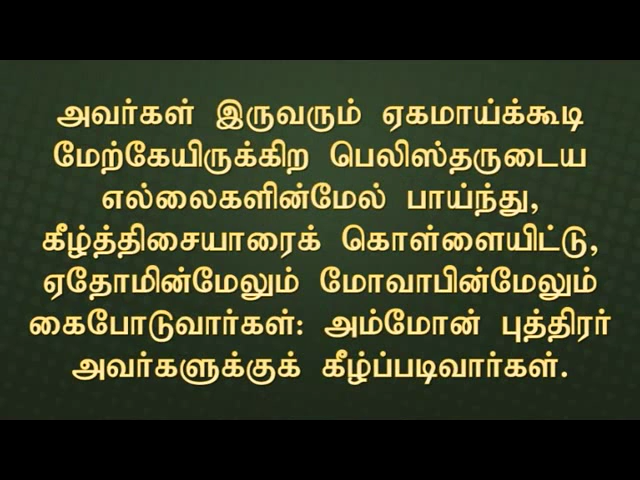 அவர்கள் இருவரும் ஏகமாய்க்கூடி
மேற்கேயிருக்கிற பெலிஸ்தருடைய
எல்லைகளின்மேல் பாய்ந்து,
கீழ்த்திசையாரைக் கொள்ளையிட்டு,
ஏதோமின்மேலும் மோவாபின்மேலும்
கைபோடுவார்கள்: அம்மோன் புத்திரர்
அவர்களுக்குக் கீழ்ப்படிவார்கள்.